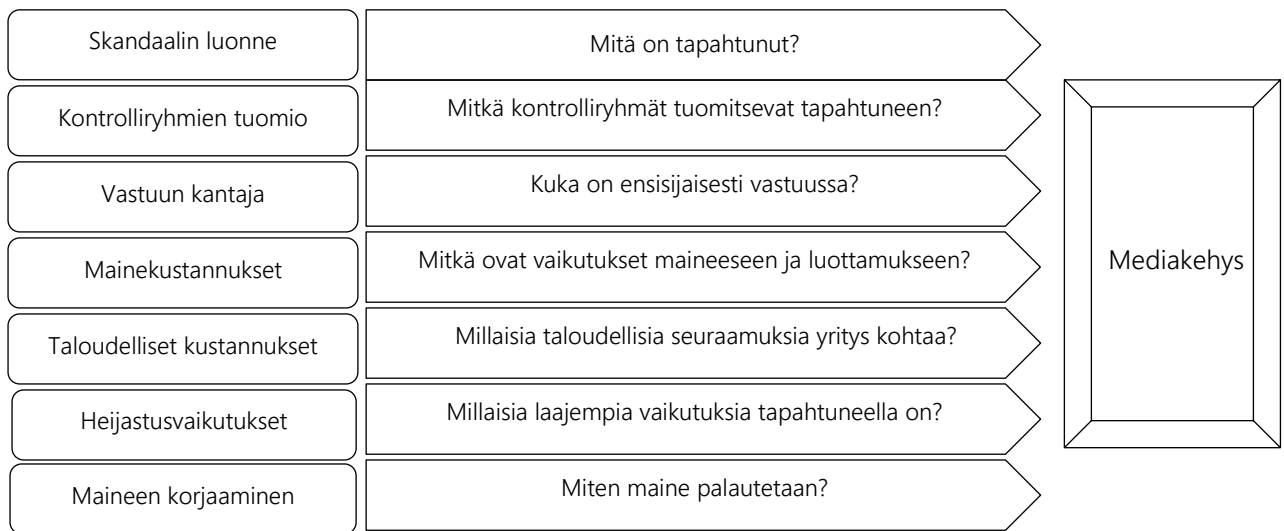 Skandaalin luonne
Mitä on tapahtunut?
Kontrolliryhmien tuomio
Mitkä kontrolliryhmät tuomitsevat tapahtuneen?
Vastuun kantaja
Kuka on ensisijaisesti vastuussa?
Mainekustannukset
Mitkä ovat vaikutukset maineeseen ja luottamukseen?
Taloudelliset kustannukset
Millaisia taloudellisia seuraamuksia yritys kohtaa?
Heijastusvaikutukset
Millaisia laajempia vaikutuksia tapahtuneella on?
Maineen korjaaminen
Miten maine palautetaan?
Mediakehys